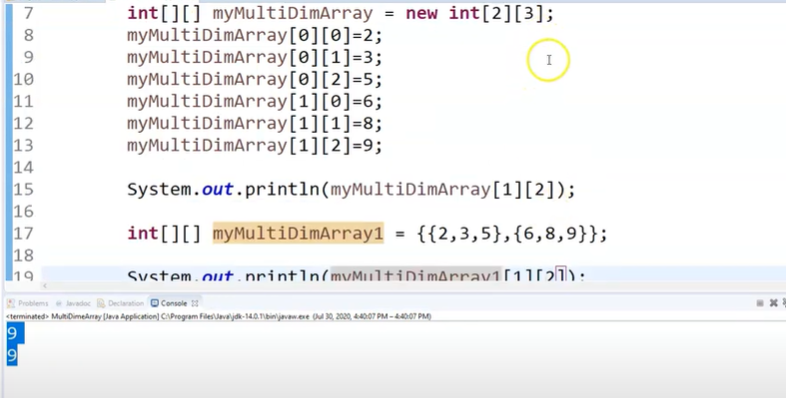 7 int[][] myMultiDimArray = new int[2][3];
8 myMultiDimArray[0][0]=2;
9 myMultiDimArray[0][1]=3;
10 myMultiDimArray[0][2]=5;
11 myMultiDimArray[1][0]=6;
12 myMultiDimArray[1][1]=8;
13 myMultiDimArray[1][2]=9;
14
15 System.out.println(myMultiDimArray[1][2]);
16
17 int[][] myMultiDimArray1 = {{2,3,5},{6,8,9}};
18
19 System.out.println(myMultiDimArray1[1][2]);
Problems Javadoc Declaration Console
<terminated> MultiDimeArray [Java Application] C:\Program Files\Java\jdk-14.0.1\bin\javaw.exe (Jul 30, 2020, 4:40:07 PM – 4:40:07 PM)
9
9